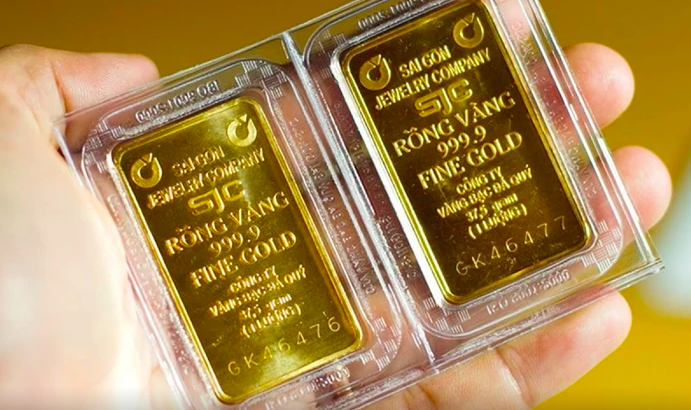 SAIGON
JEWELRY COMPANY
SJC
RỒNG VÀNG
999.9
FINE GOLD
CÔNG TY
VÀNG BẠC ĐÁ QUÝ
37,5 gam
(1 LƯỢNG)
GK46476
SAIGON
JEWELRY COMPANY
SJC
RỒNG VÀNG
999.9
FINE GOLD
CÔNG TY
VÀNG BẠC ĐÁ QUÝ
37,5 gam
(1 LƯỢNG)
GK46477